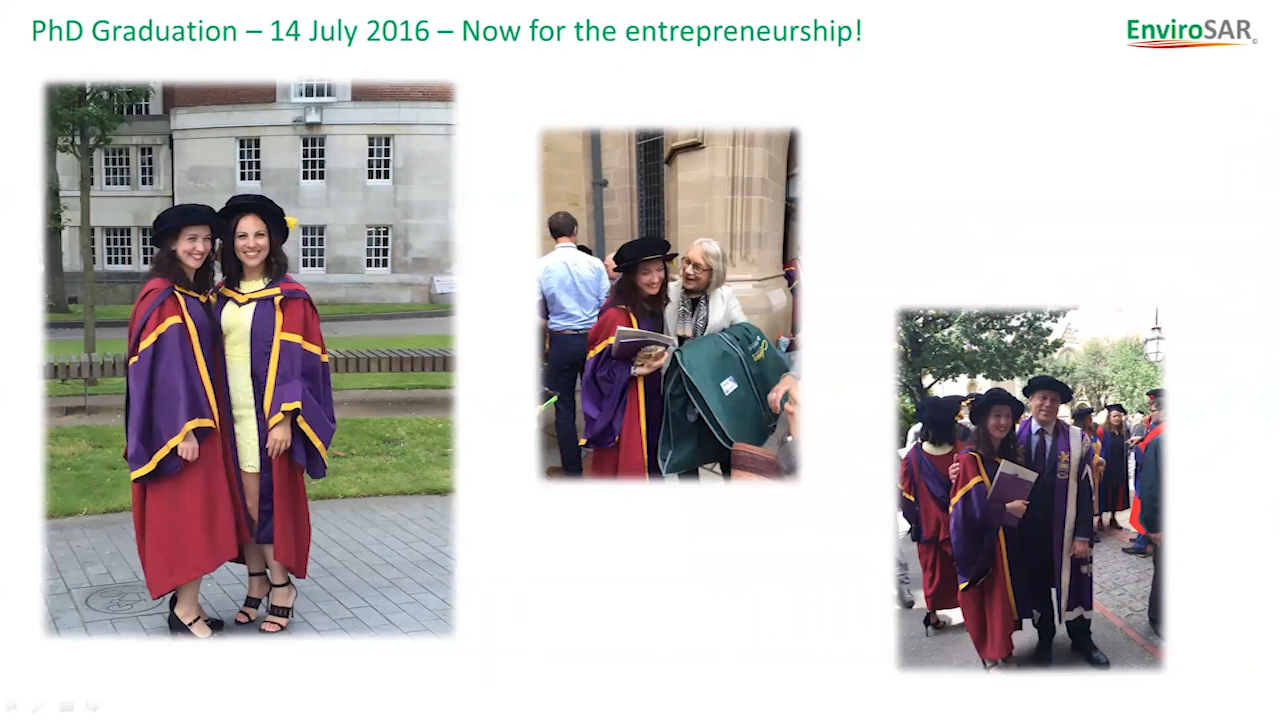 PhD Graduation – 14 July 2016 – Now for the entrepreneurship!
EnviroSAR